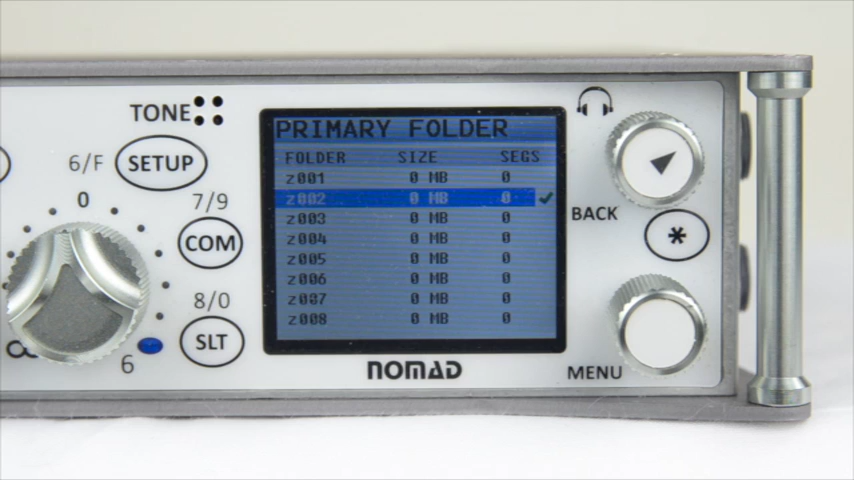 TONE
6/F SETUP
0
7/9
COM
8/0
SLT
∞
6
PRIMARY FOLDER
FOLDER SIZE SEGS
z001 0 MB 0
z002 0 MB 0 ✓
z003 0 MB 0
z004 0 MB 0
z005 0 MB 0
z006 0 MB 0
z007 0 MB 0
z008 0 MB 0
NOMAD
BACK
*
MENU